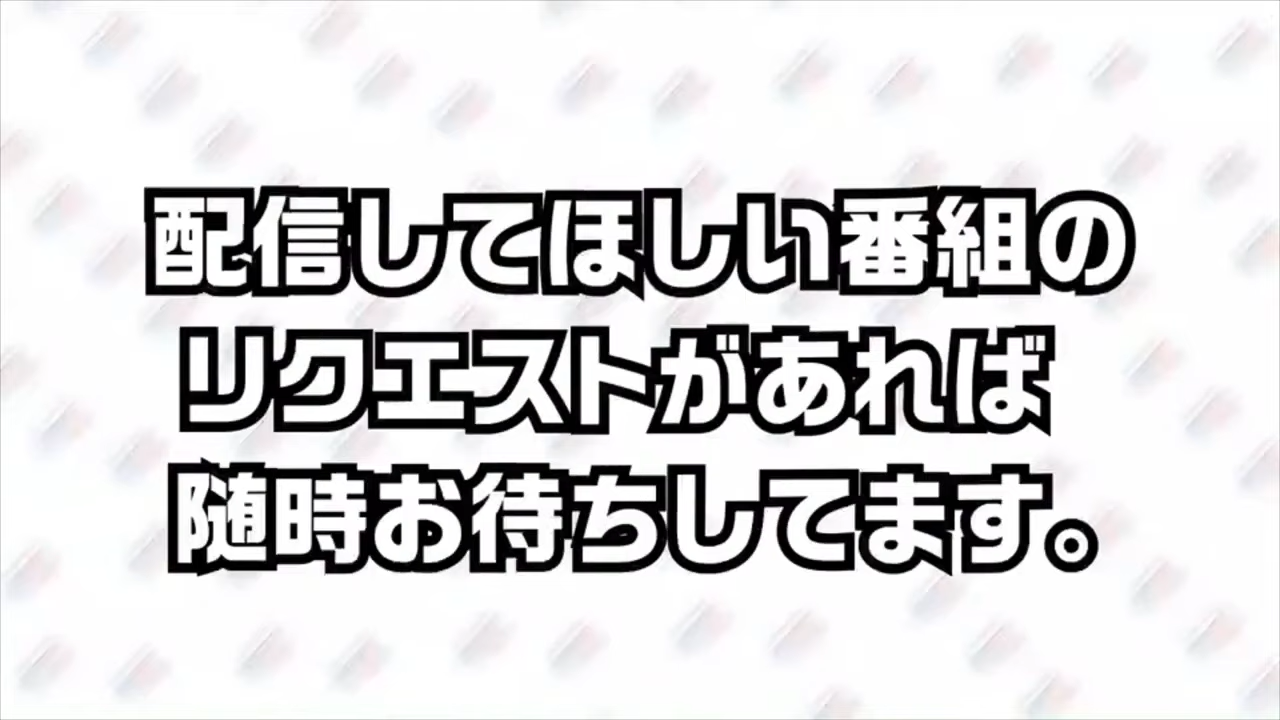 配信してほしい番組の
リクエストがあれば
随時お待ちしてます。